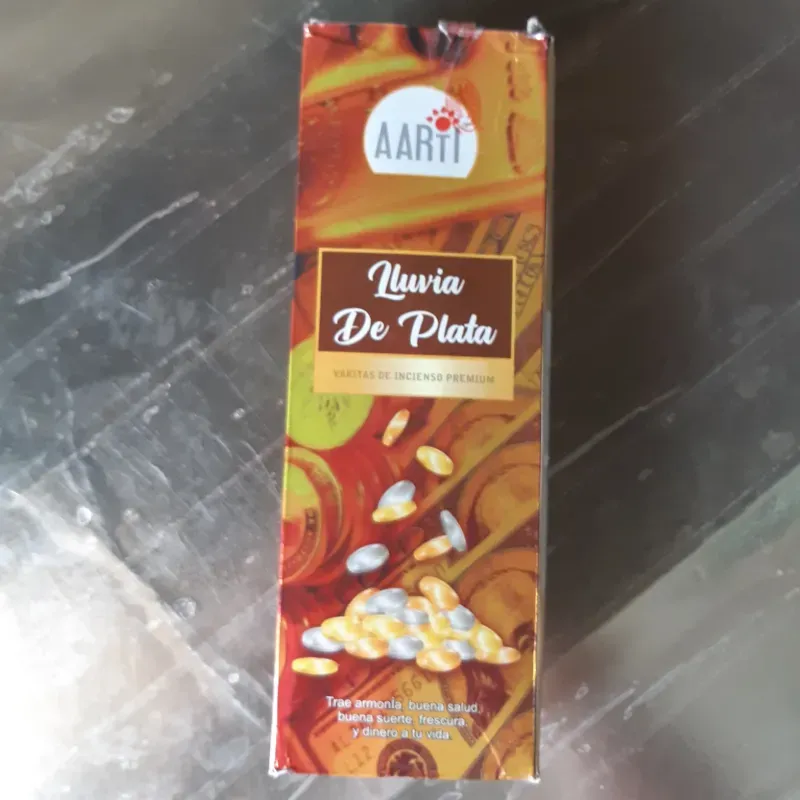 AARTI
Lluvia
De Plata
VARITAS DE INCIENSO PREMIUM
Trae armonía, buena salud,
buena suerte, frescura,
y dinero a tu vida.